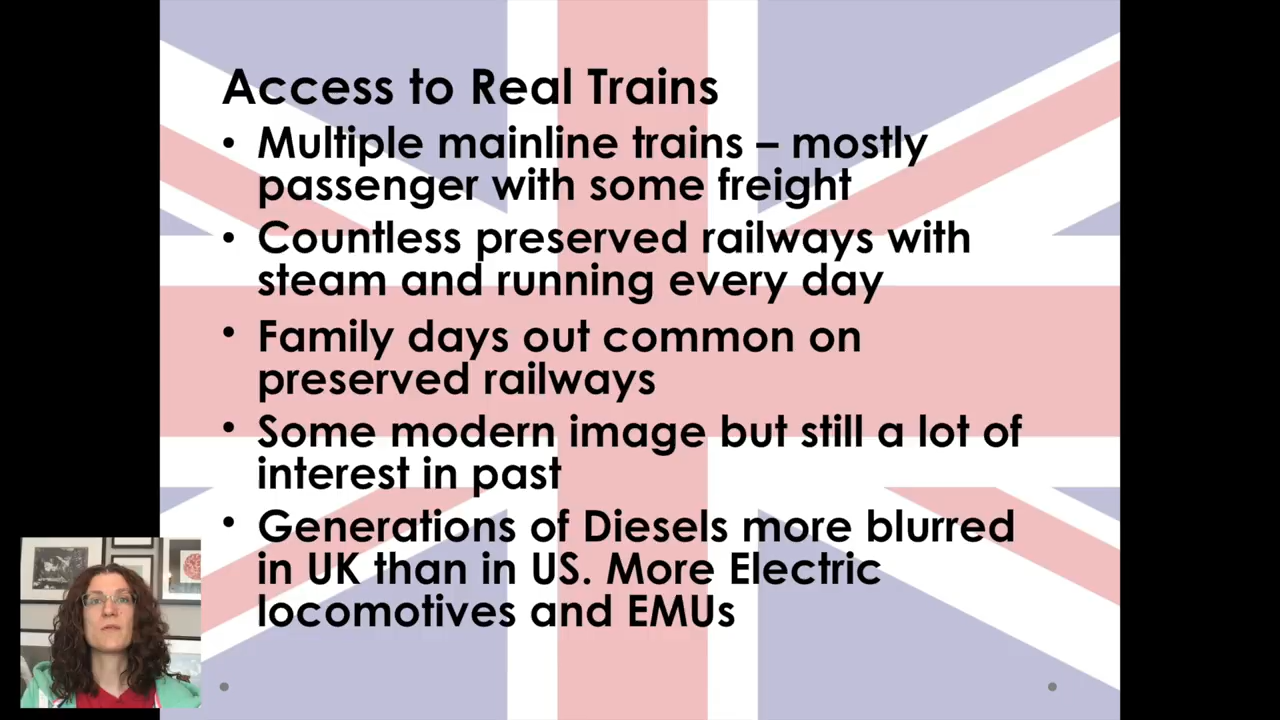 Access to Real Trains
• Multiple mainline trains – mostly
passenger with some freight
• Countless preserved railways with
steam and running every day
• Family days out common on
preserved railways
• Some modern image but still a lot of
interest in past
• Generations of Diesels more blurred
in UK than in US. More Electric
locomotives and EMUs